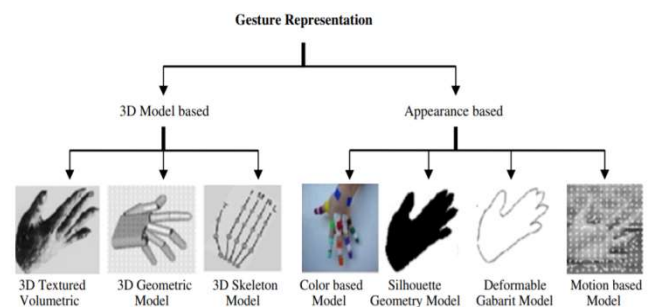 Gesture Representation
3D Model based
Appearance based
3D Textured
Volumetric
3D Geometric
Model
3D Skeleton
Model
Color based
Model
Silhouette
Geometry Model
Deformable
Gabarit Model
Motion based
Model